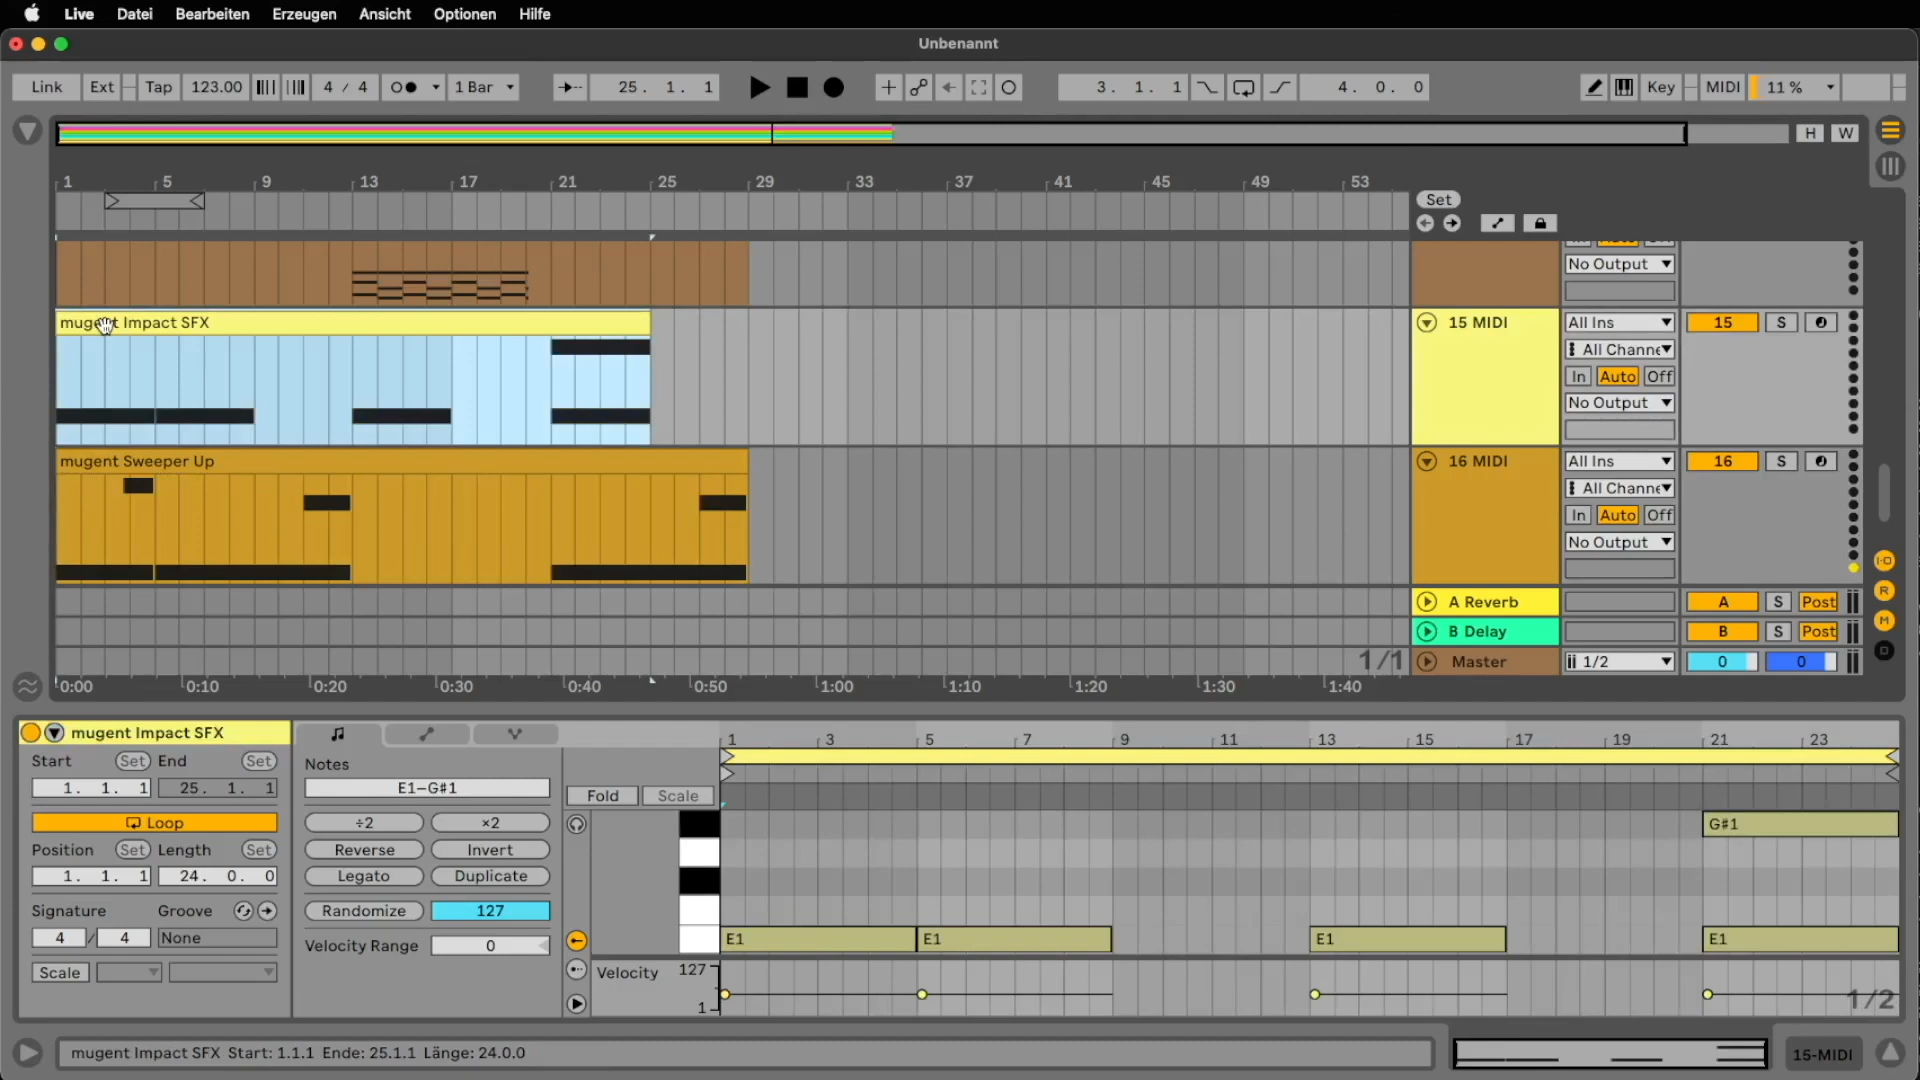 Live Datei Bearbeiten Erzeugen Ansicht Optionen Hilfe
Unbenannt
Link Ext Tap 123.00 4 / 4 1 Bar 25. 1. 1 3. 1. 1 4. 0. 0 Key MIDI 11 %
H W
1 5 9 13 17 21 25 29 33 37 41 45 49 53
Set
No Output
mugent Impact SFX
15 MIDI All Ins 15 S
All Channe
In Auto Off
No Output
mugent Sweeper Up
16 MIDI All Ins 16 S
All Channe
In Auto Off
No Output
A Reverb A S Post
B Delay B S Post
1/1 Master 1/2 0 0
0:00 0:10 0:20 0:30 0:40 0:50 1:00 1:10 1:20 1:30 1:40
I·O
R
M
D
mugent Impact SFX
Start Set End Set
1. 1. 1 25. 1. 1
Loop
Position Set Length Set
1. 1. 1 24. 0. 0
Signature Groove
4 / 4 None
Scale
Notes
E1–G#1
÷2 ×2
Reverse Invert
Legato Duplicate
Randomize 127
Velocity Range 0
1 3 5 7 9 11 13 15 17 19 21 23
Fold Scale
G#1
E1 E1 E1 E1
Velocity 127
1
1/2
mugent Impact SFX Start: 1.1.1 Ende: 25.1.1 Länge: 24.0.0
15-MIDI